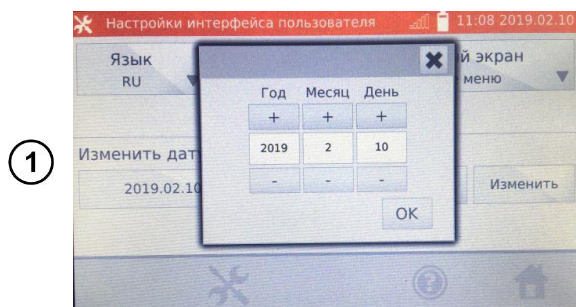 Настройки интерфейса пользователя 11:08 2019.02.10
Язык
RU
й экран
меню
Год Месяц День
+ + +
2019 2 10
- - -
OK
Изменить дат
2019.02.10
Изменить
1